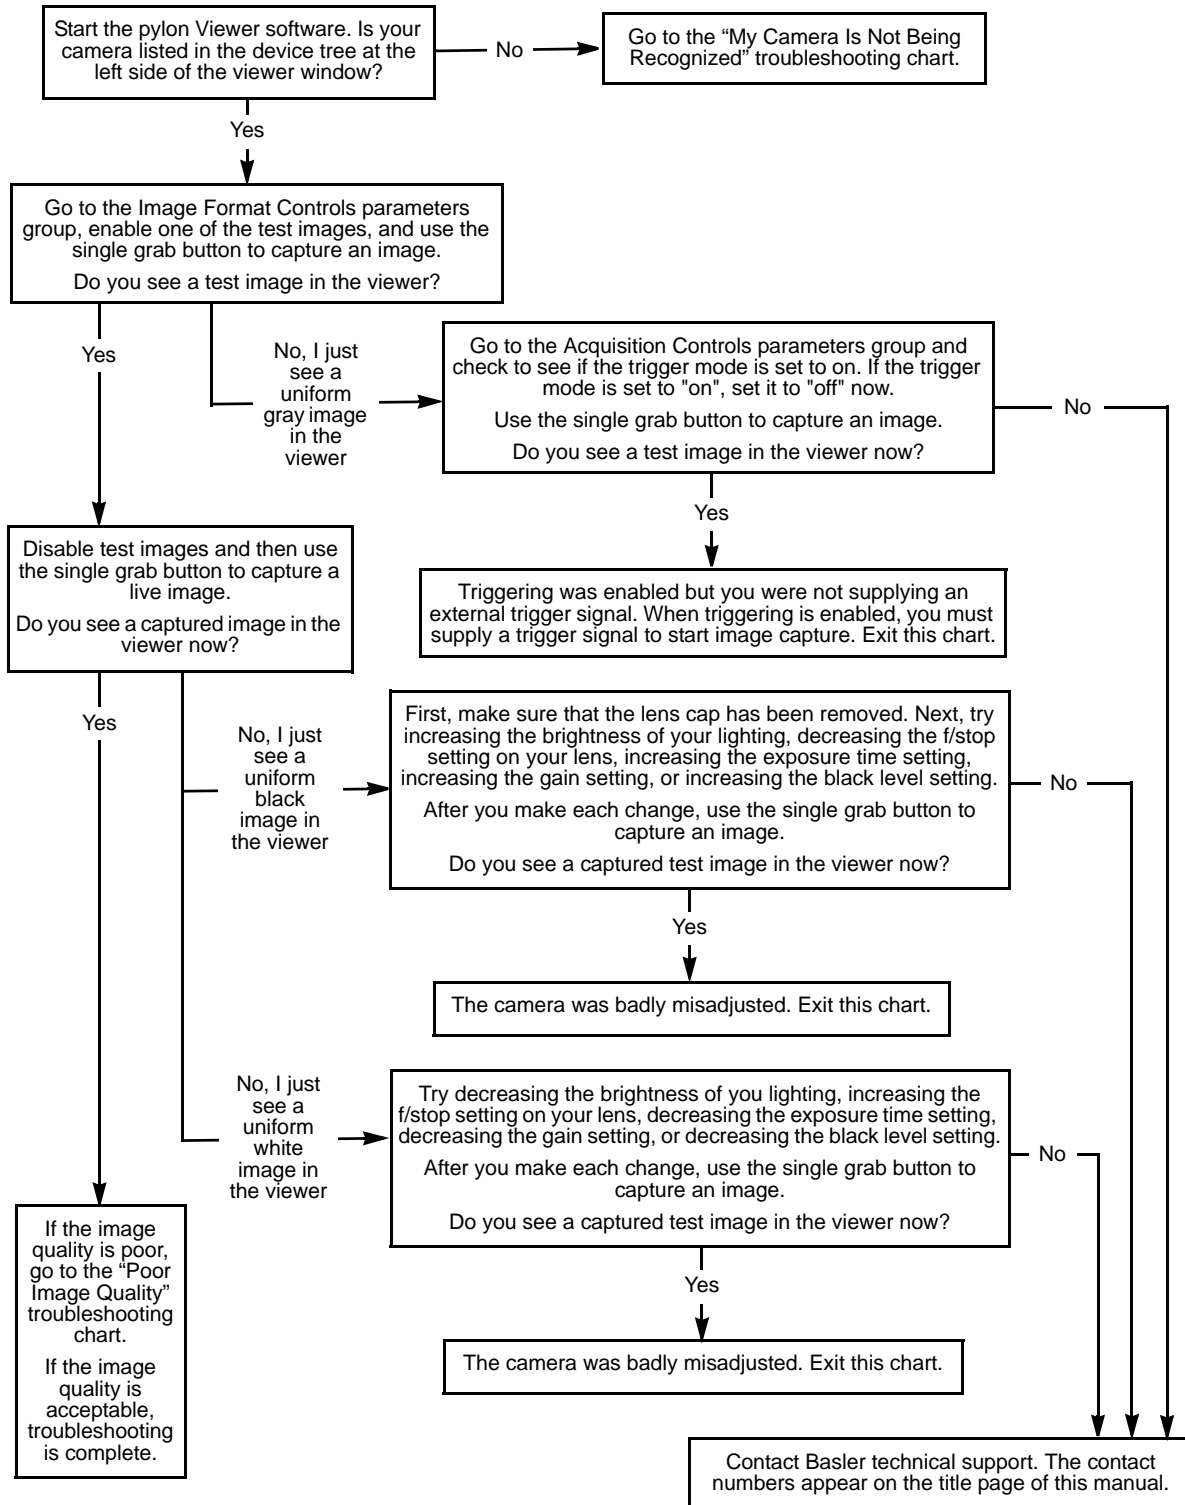 Start the pylon Viewer software. Is your
camera listed in the device tree at the
left side of the viewer window?
No
Go to the “My Camera Is Not Being
Recognized” troubleshooting chart.
Yes
Go to the Image Format Controls parameters
group, enable one of the test images, and use the
single grab button to capture an image.
Do you see a test image in the viewer?
Yes
No, I just
see a
uniform
gray image
in the
viewer
Go to the Acquisition Controls parameters group and
check to see if the trigger mode is set to on. If the trigger
mode is set to "on", set it to "off" now.
Use the single grab button to capture an image.
Do you see a test image in the viewer now?
No
Yes
Triggering was enabled but you were not supplying an
external trigger signal. When triggering is enabled, you must
supply a trigger signal to start image capture. Exit this chart.
Disable test images and then use
the single grab button to capture a
live image.
Do you see a captured image in the
viewer now?
Yes
No, I just
see a
uniform
black
image in
the viewer
First, make sure that the lens cap has been removed. Next, try
increasing the brightness of your lighting, decreasing the f/stop
setting on your lens, increasing the exposure time setting,
increasing the gain setting, or increasing the black level setting.
After you make each change, use the single grab button to
capture an image.
Do you see a captured test image in the viewer now?
No
Yes
The camera was badly misadjusted. Exit this chart.
No, I just
see a
uniform
white
image in
the viewer
Try decreasing the brightness of you lighting, increasing the
f/stop setting on your lens, decreasing the exposure time setting,
decreasing the gain setting, or decreasing the black level setting.
After you make each change, use the single grab button to
capture an image.
Do you see a captured test image in the viewer now?
No
Yes
The camera was badly misadjusted. Exit this chart.
If the image
quality is poor,
go to the “Poor
Image Quality”
troubleshooting
chart.
If the image
quality is
acceptable,
troubleshooting
is complete.
Contact Basler technical support. The contact
numbers appear on the title page of this manual.